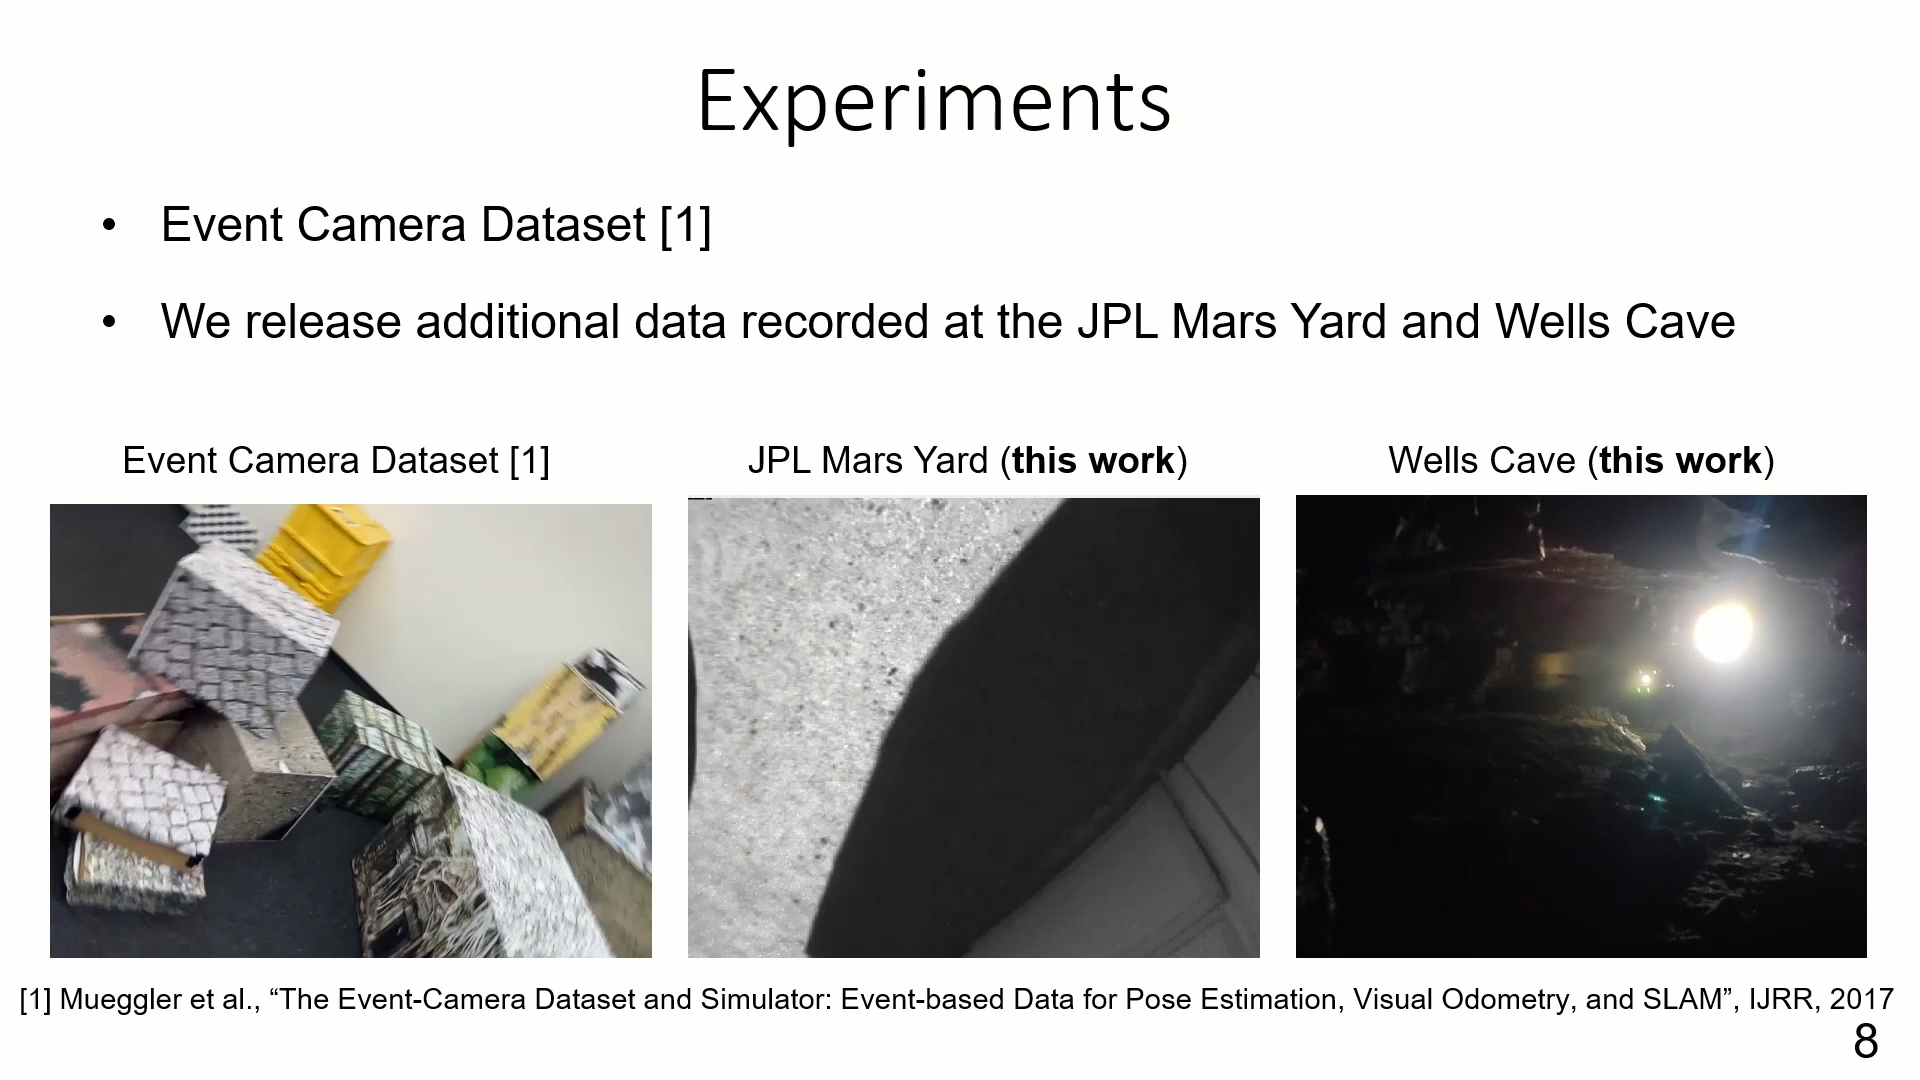 Experiments
• Event Camera Dataset [1]
• We release additional data recorded at the JPL Mars Yard and Wells Cave
Event Camera Dataset [1]
JPL Mars Yard (this work)
Wells Cave (this work)
[1] Mueggler et al., “The Event-Camera Dataset and Simulator: Event-based Data for Pose Estimation, Visual Odometry, and SLAM”, IJRR, 2017
8